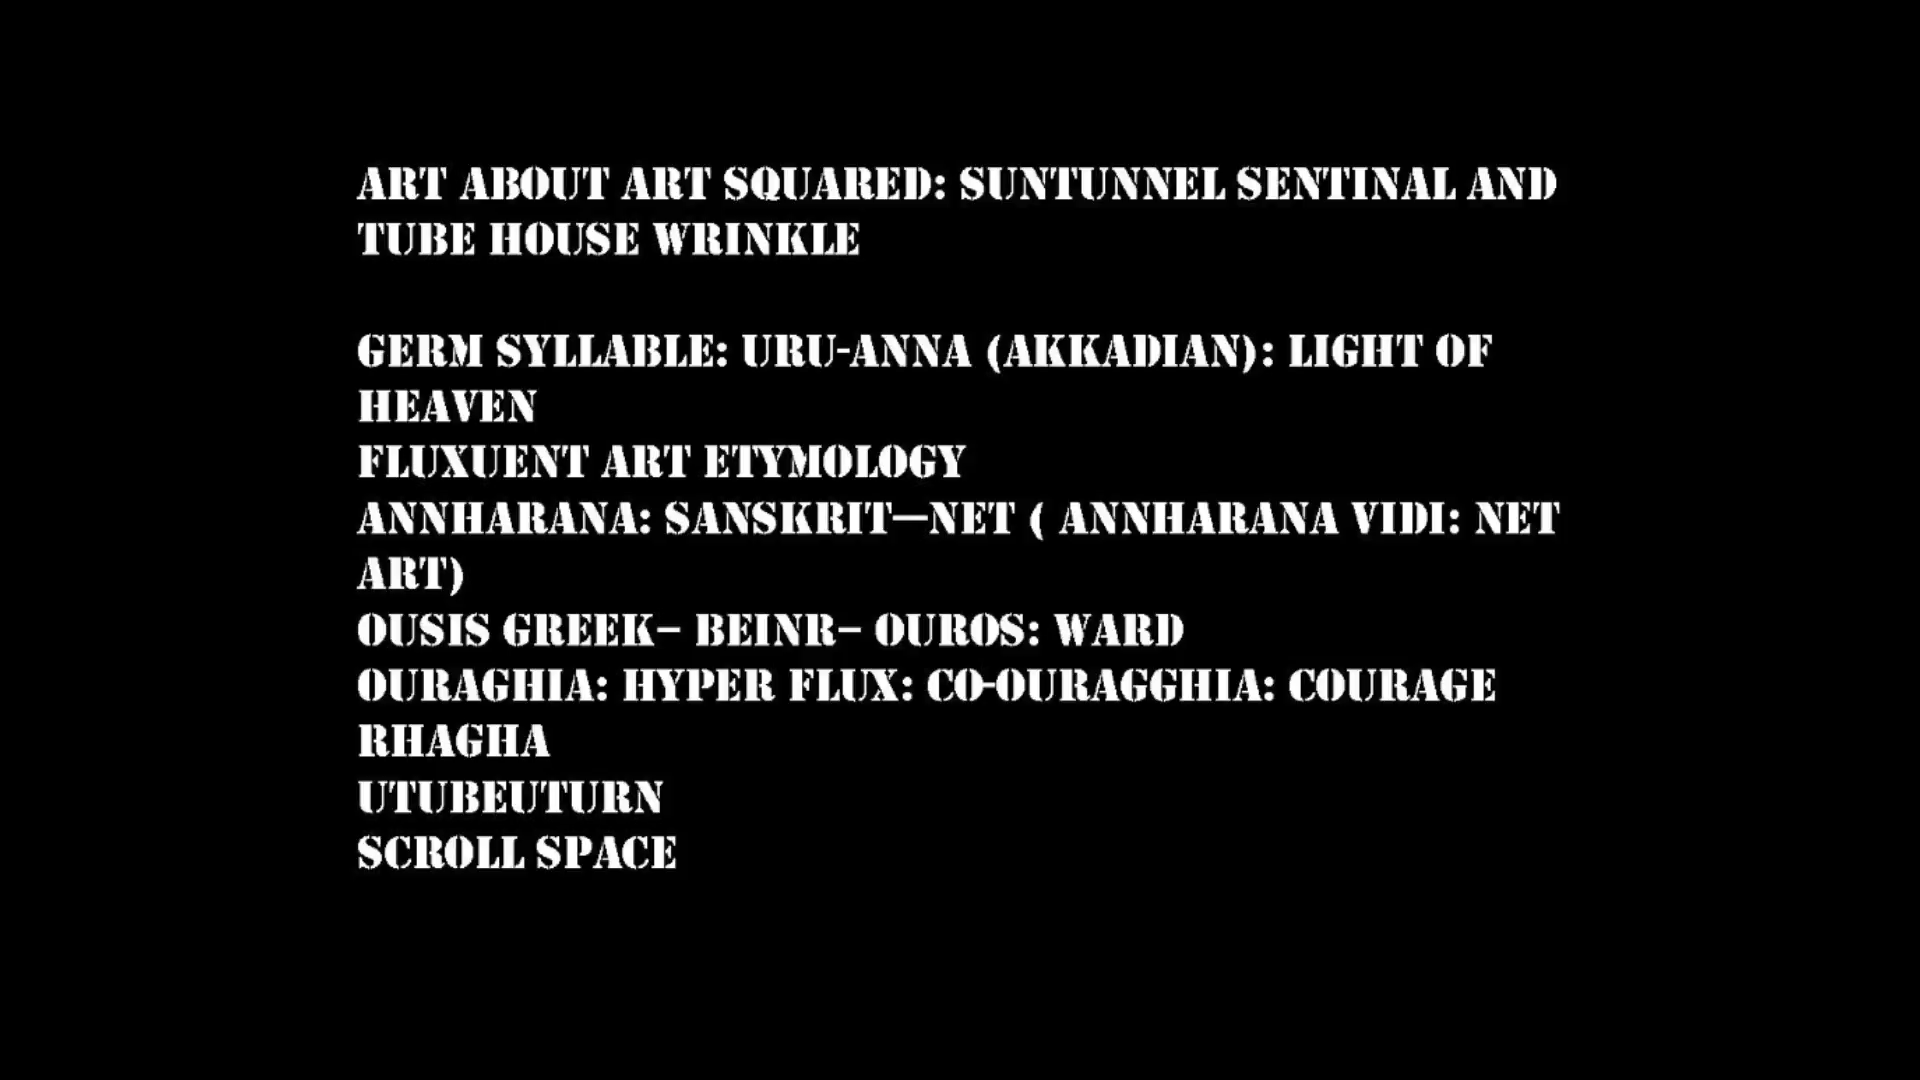 ART ABOUT ART SQUARED: SUNTUNNEL SENTINAL AND
TUBE HOUSE WRINKLE
GERM SYLLABLE: URU-ANNA (AKKADIAN): LIGHT OF
HEAVEN
FLUXUENT ART ETYMOLOGY
ANNHARANA: SANSKRIT—NET ( ANNHARANA VIDI: NET
ART)
OUSIS GREEK– BEINR– OUROS: WARD
OURAGHIA: HYPER FLUX: CO-OURAGGHIA: COURAGE
RHAGHA
UTUBEUTURN
SCROLL SPACE